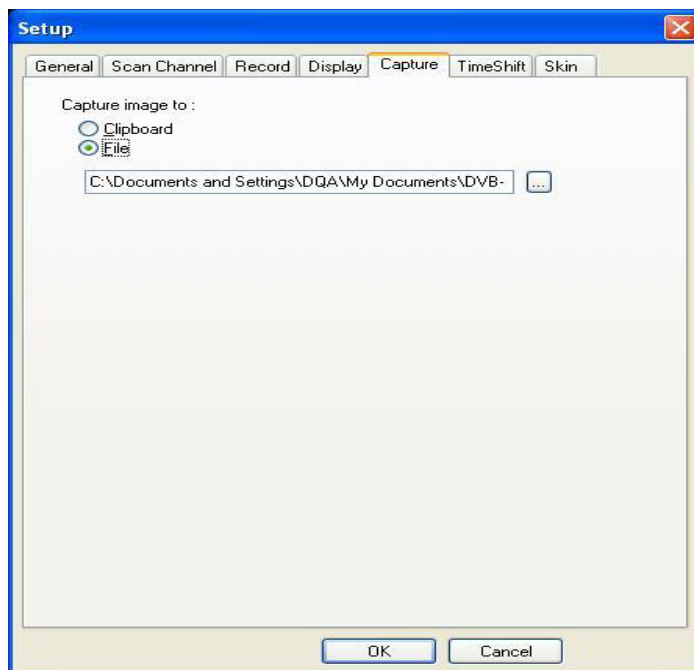 Setup
General Scan Channel Record Display Capture TimeShift Skin
Capture image to :
Clipboard
File
C:\Documents and Settings\DQA\My Documents\DVB- ...
OK Cancel